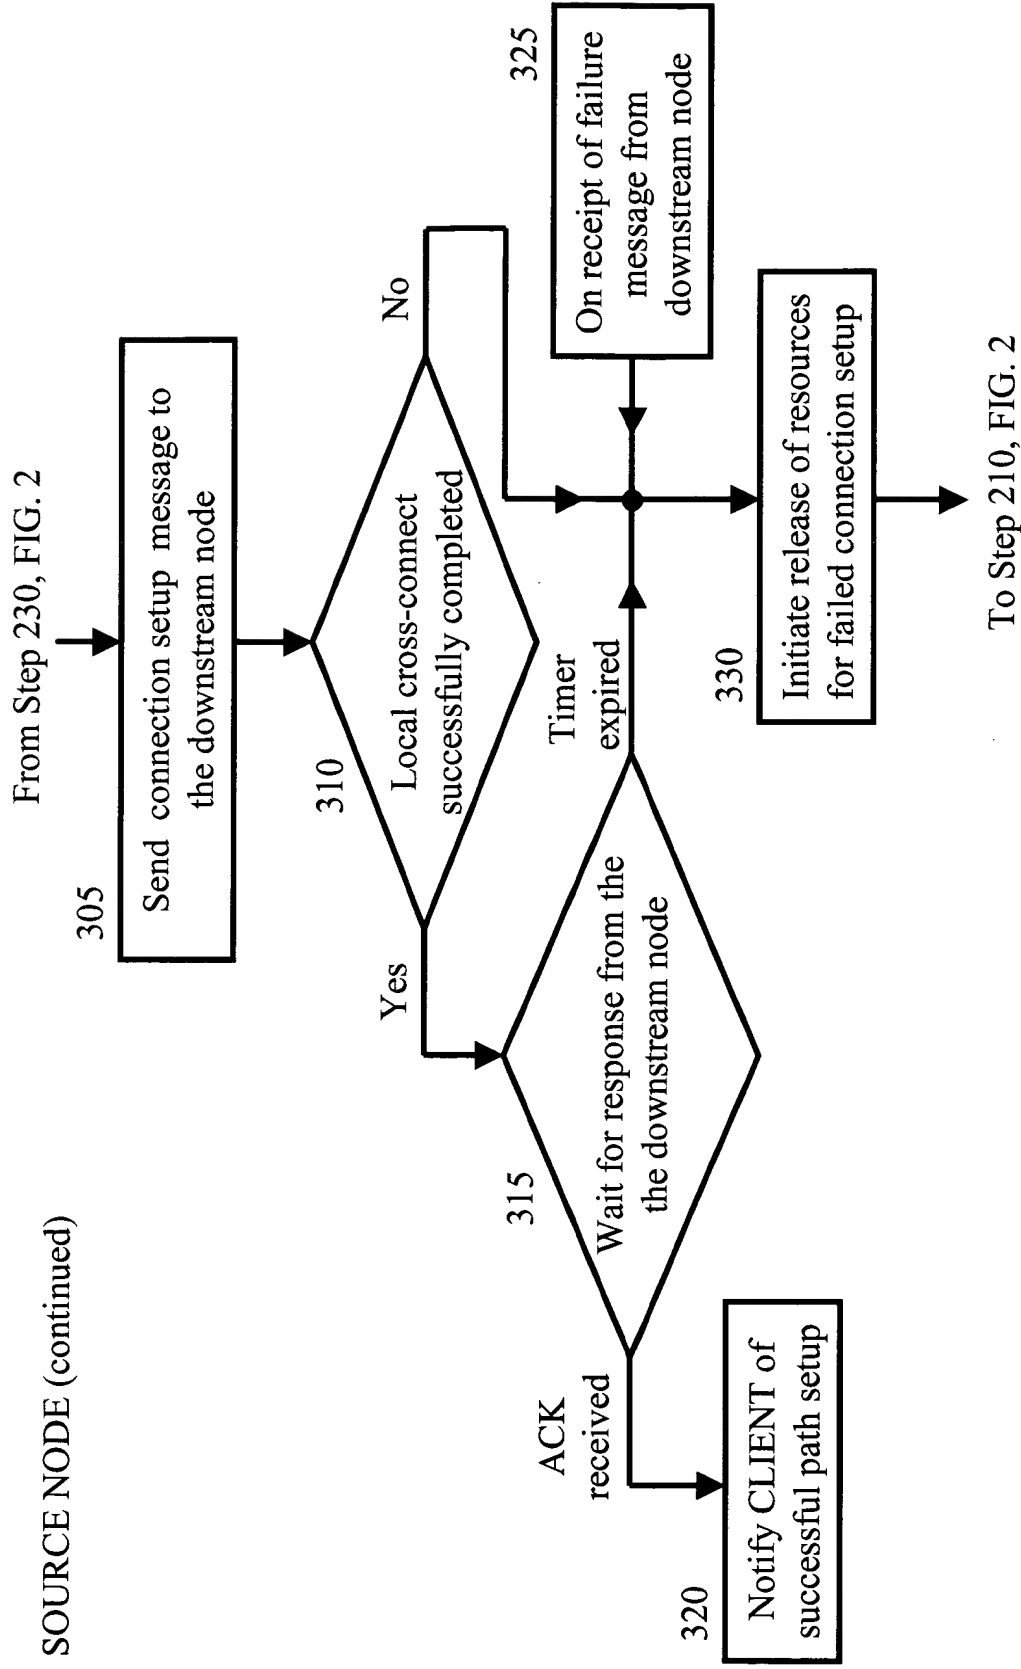 SOURCE NODE (continued)
From Step 230, FIG. 2
305
Send connection setup message to
the downstream node
310
Local cross-connect
successfully completed
Yes
No
315
Wait for response from the
the downstream node
ACK
received
Timer
expired
325
On receipt of failure
message from
downstream node
320
Notify CLIENT of
successful path setup
330
Initiate release of resources
for failed connection setup
To Step 210, FIG. 2